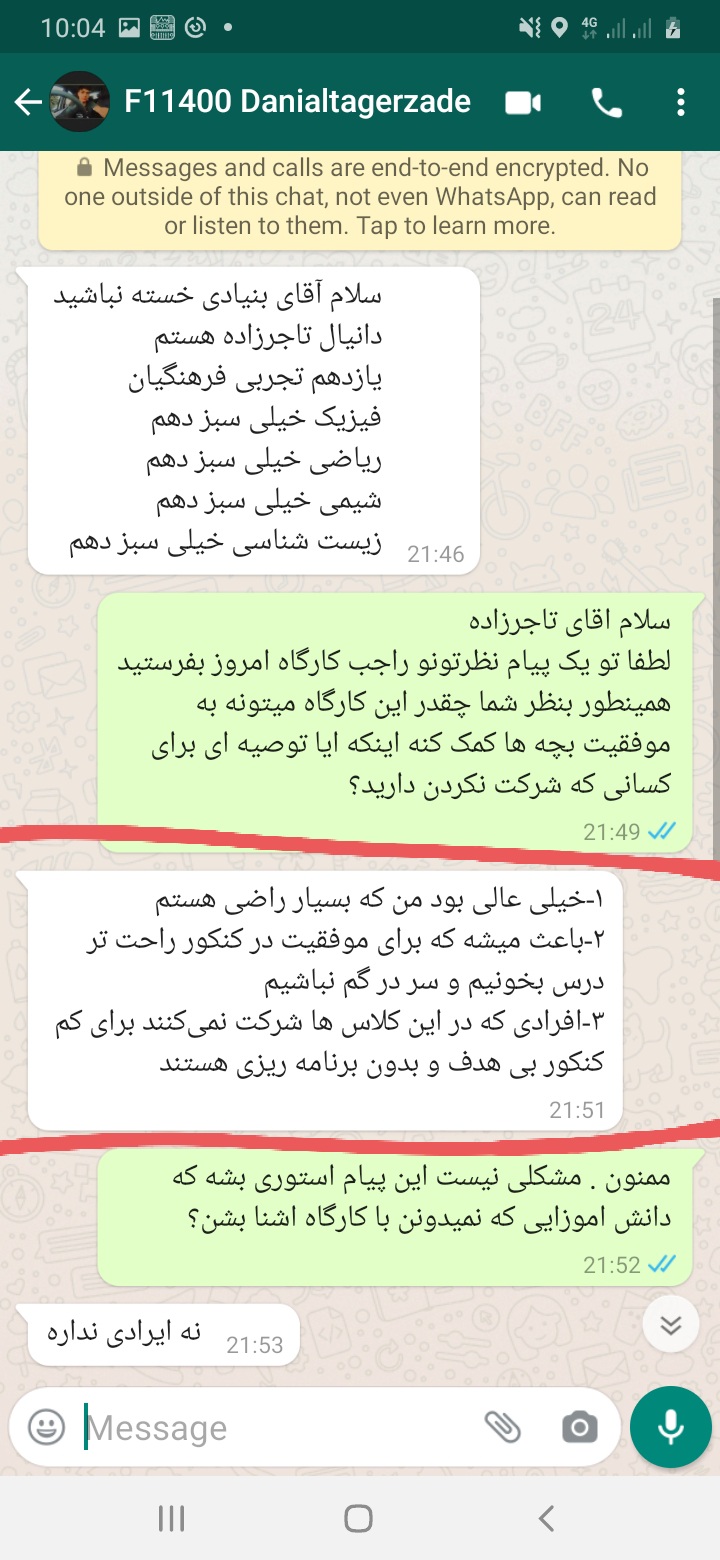 10:04
4G
F11400 Danialtagerzade
Messages and calls are end-to-end encrypted. No
one outside of this chat, not even WhatsApp, can read
or listen to them. Tap to learn more.
سلام آقای بنیادی خسته نباشید
دانیال تاجرزاده هستم
یازدهم تجربی فرهنگیان
فیزیک خیلی سبز دهم
ریاضی خیلی سبز دهم
شیمی خیلی سبز دهم
زیست شناسی خیلی سبز دهم
21:46
سلام اقای تاجرزاده
لطفا تو یک پیام نظرتونو راجب کارگاه امروز بفرستید
همینطور بنظر شما چقدر این کارگاه میتونه به
موفقیت بچه ها کمک کنه اینکه ایا توصیه ای برای
کسانی که شرکت نکردن دارید؟
21:49
۱-خیلی عالی بود من که بسیار راضی هستم
۲-باعث میشه که برای موفقیت در کنکور راحت تر
درس بخونیم و سر در گم نباشیم
۳-افرادی که در این کلاس ها شرکت نمی‌کنند برای کم
کنکور بی هدف و بدون برنامه ریزی هستند
21:51
ممنون . مشکلی نیست این پیام استوری بشه که
دانش اموزایی که نمیدونن با کارگاه اشنا بشن؟
21:52
نه ایرادی نداره
21:53
Message